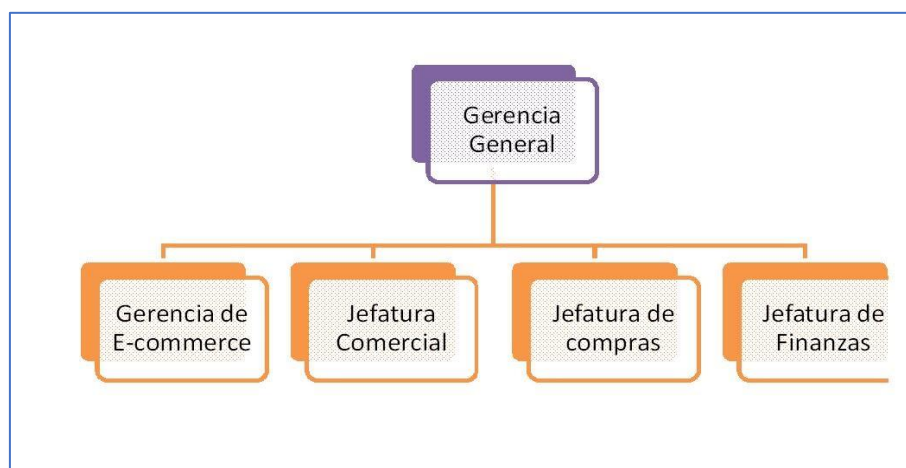 Gerencia
General
Gerencia de
E-commerce
Jefatura
Comercial
Jefatura de
compras
Jefatura de
Finanzas